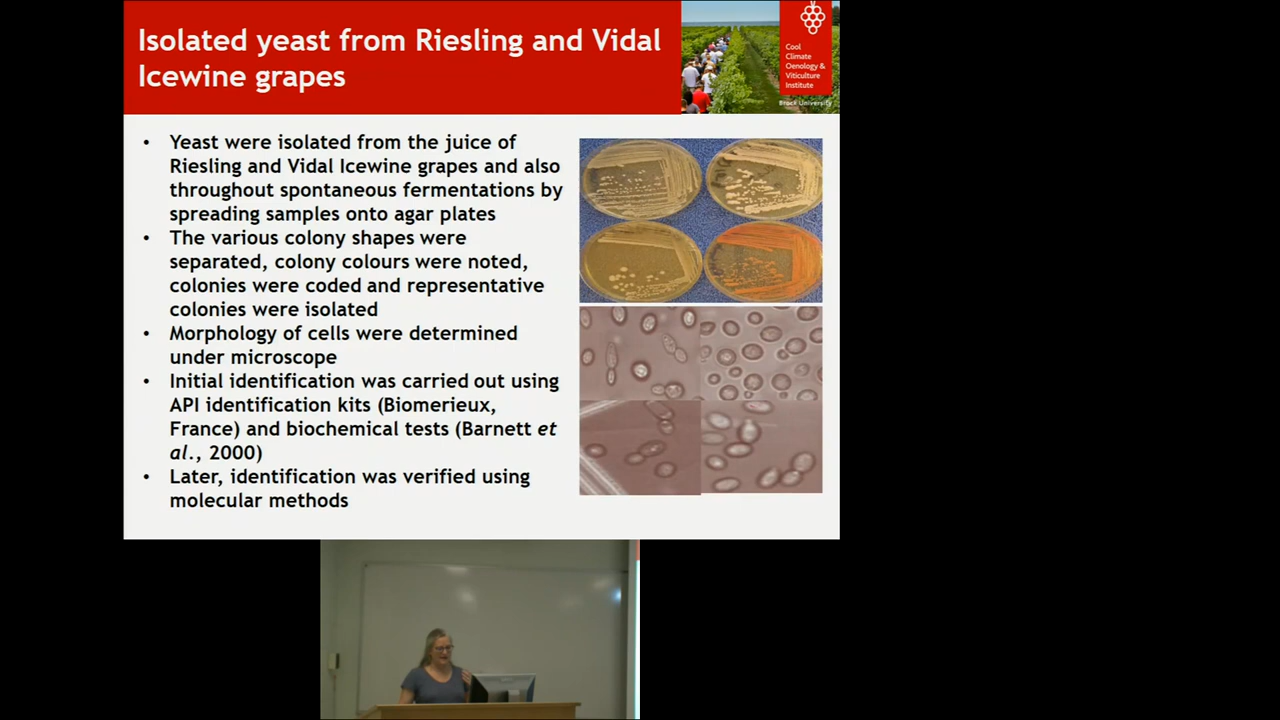 Isolated yeast from Riesling and Vidal
Icewine grapes
Cool
Climate
Oenology &
Viticulture
Institute
Brock University
• Yeast were isolated from the juice of
Riesling and Vidal Icewine grapes and also
throughout spontaneous fermentations by
spreading samples onto agar plates
• The various colony shapes were
separated, colony colours were noted,
colonies were coded and representative
colonies were isolated
• Morphology of cells were determined
under microscope
• Initial identification was carried out using
API identification kits (Biomerieux,
France) and biochemical tests (Barnett et
al., 2000)
• Later, identification was verified using
molecular methods